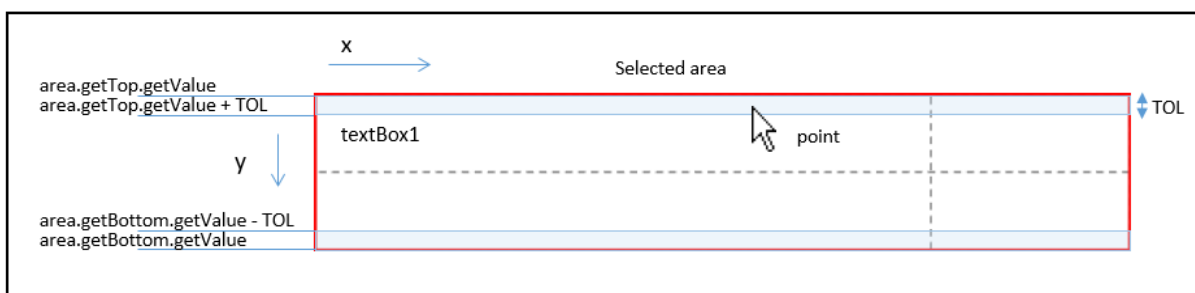 x
Selected area
area.getTop.getValue
area.getTop.getValue + TOL
TOL
textBox1
point
y
area.getBottom.getValue - TOL
area.getBottom.getValue